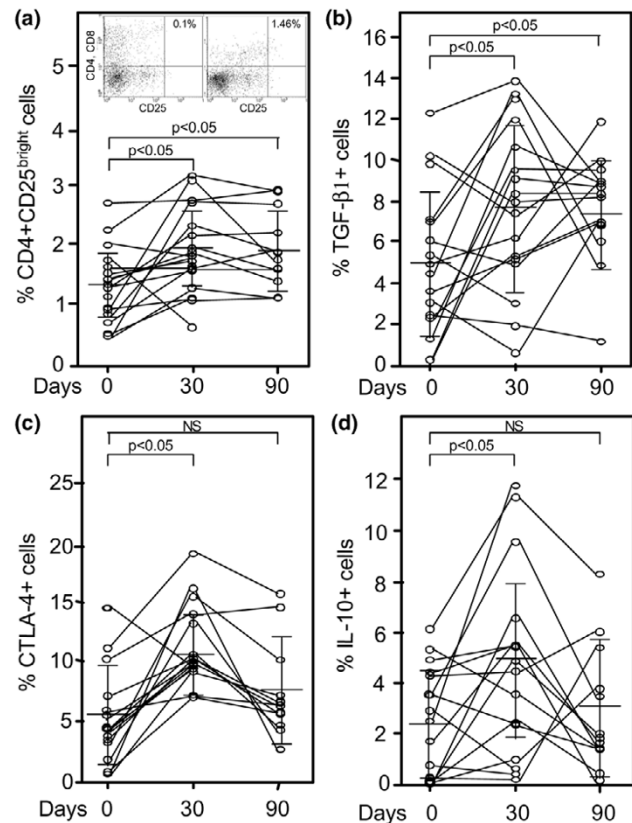 (a)
CD4, CD8
0.1%
1.46%
CD25
CD25
5
4
3
2
1
0
% CD4+CD25bright cells
p<0.05
p<0.05
Days 0 30 90
(b)
16
14
12
10
8
6
4
2
0
% TGF-β1+ cells
p<0.05
p<0.05
Days 0 30 90
(c)
NS
p<0.05
25
20
15
10
5
0
% CTLA-4+ cells
Days 0 30 90
(d)
NS
p<0.05
12
10
8
6
4
2
0
% IL-10+ cells
Days 0 30 90